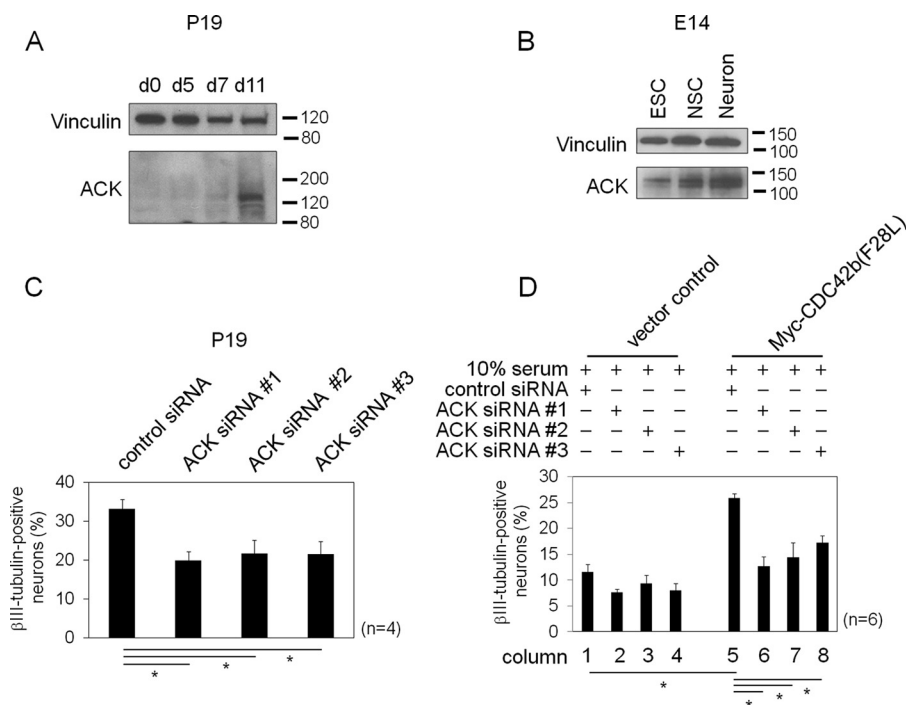 A
P19
d0 d5 d7 d11
Vinculin
120
80
ACK
200
120
80
B
E14
ESC
NSC
Neuron
Vinculin
150
100
ACK
150
100
C
P19
control siRNA
ACK siRNA #1
ACK siRNA #2
ACK siRNA #3
βIII-tubulin-positive
neurons (%)
40
30
20
10
0
(n=4)
*
*
*
D
vector control
Myc-CDC42b(F28L)
10% serum + + + + + + + +
control siRNA + − − − + − − −
ACK siRNA #1 − + − − − + − −
ACK siRNA #2 − − + − − − + −
ACK siRNA #3 − − − + − − − +
βIII-tubulin-positive
neurons (%)
30
25
20
15
10
5
0
(n=6)
column 1 2 3 4 5 6 7 8
*
*
*
*